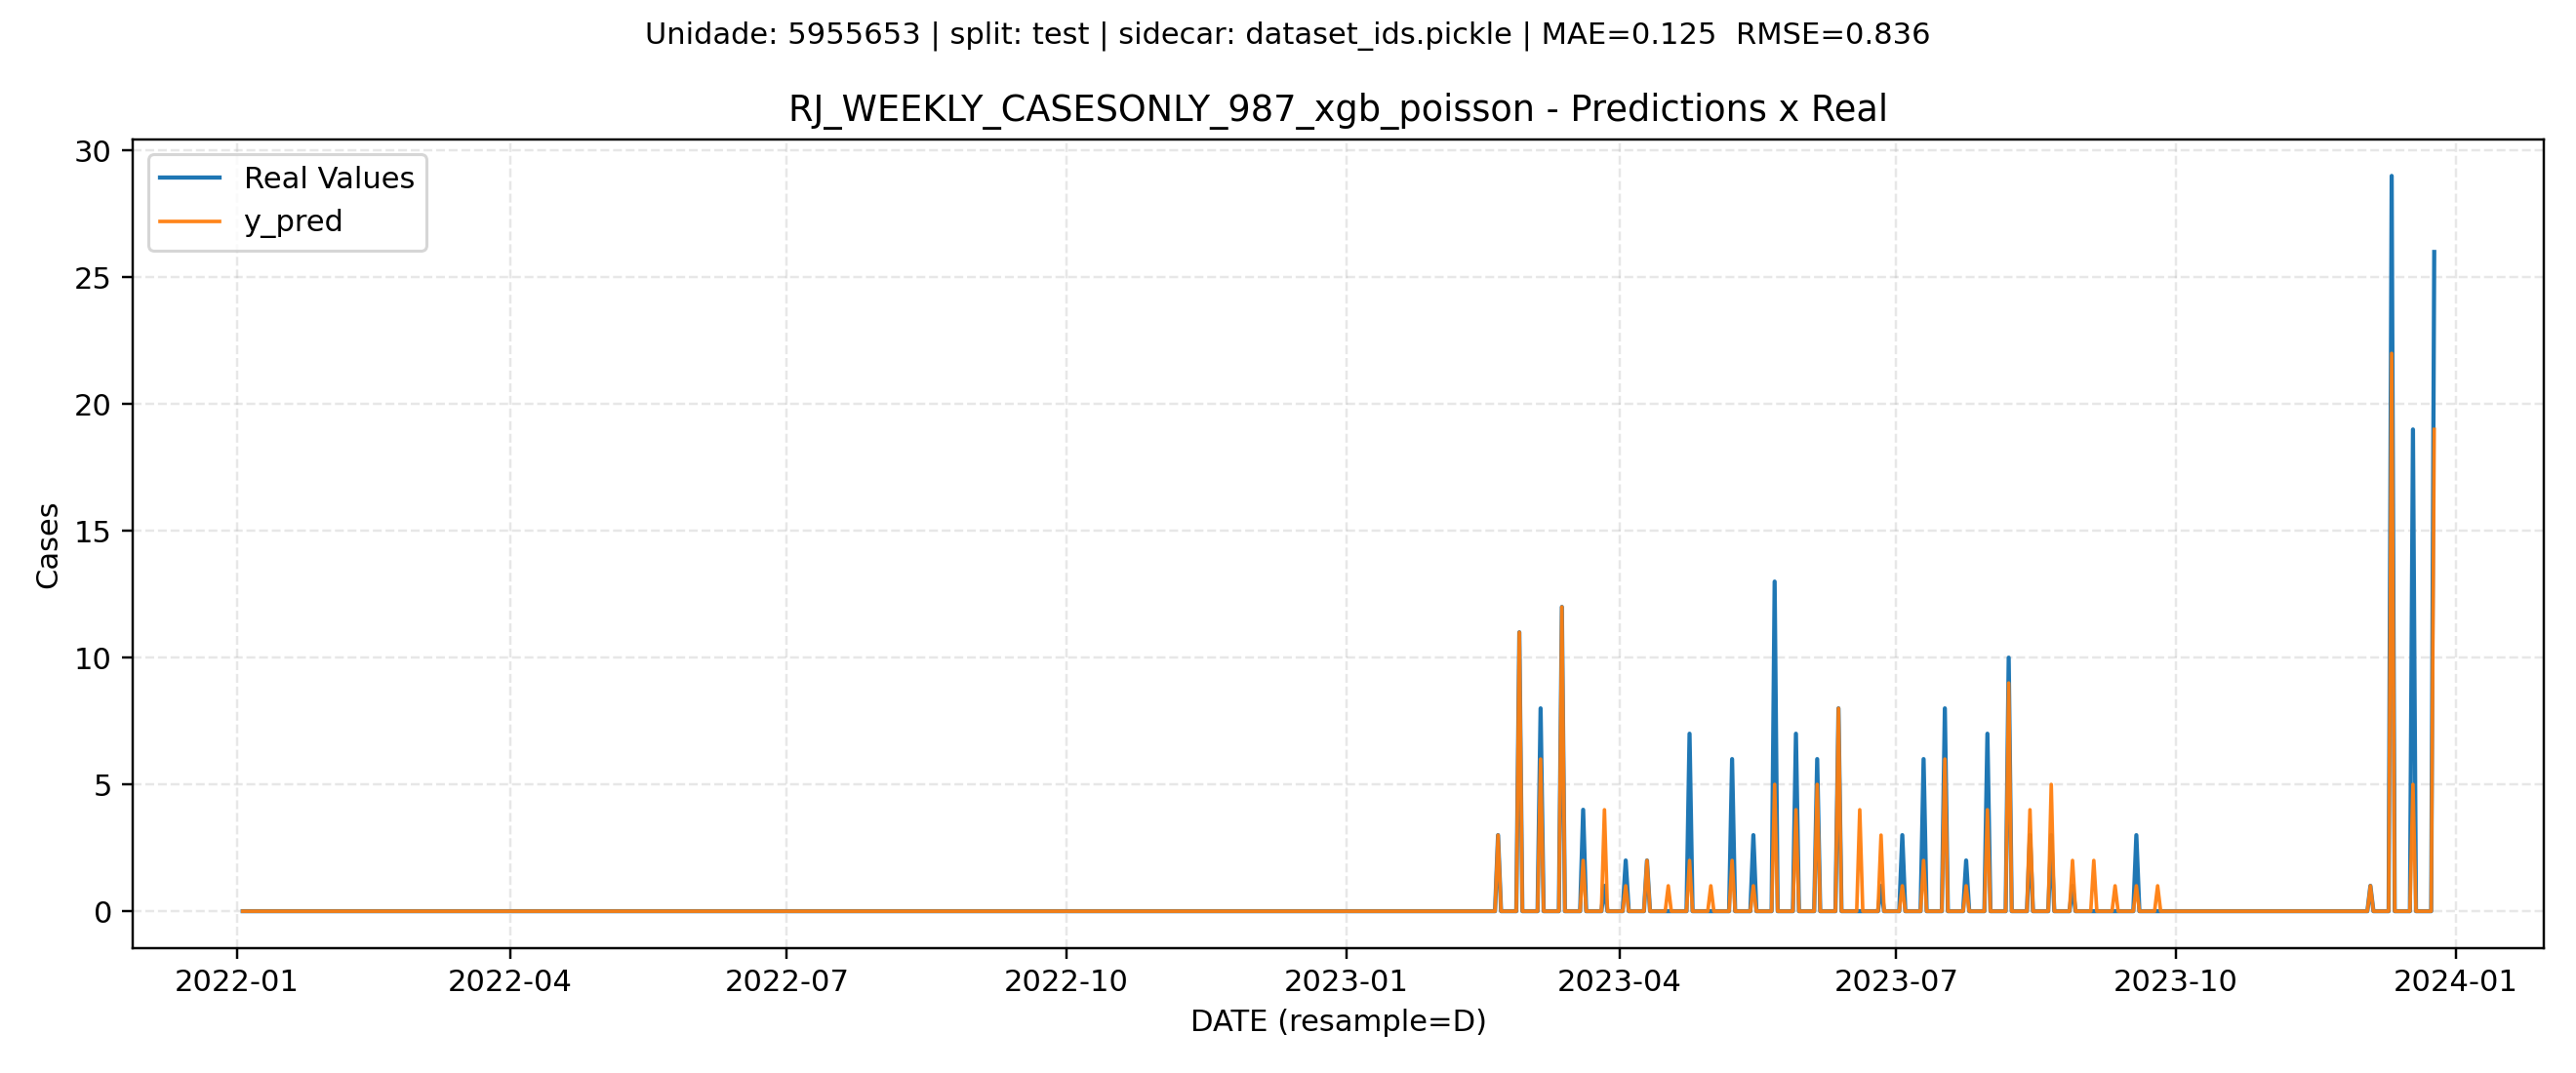 Unidade: 5955653 | split: test | sidecar: dataset_ids.pickle | MAE=0.125  RMSE=0.836
RJ_WEEKLY_CASESONLY_987_xgb_poisson - Predictions x Real
Real Values
y_pred
30
25
20
15
10
5
0
Cases
2022-01
2022-04
2022-07
2022-10
2023-01
2023-04
2023-07
2023-10
2024-01
DATE (resample=D)